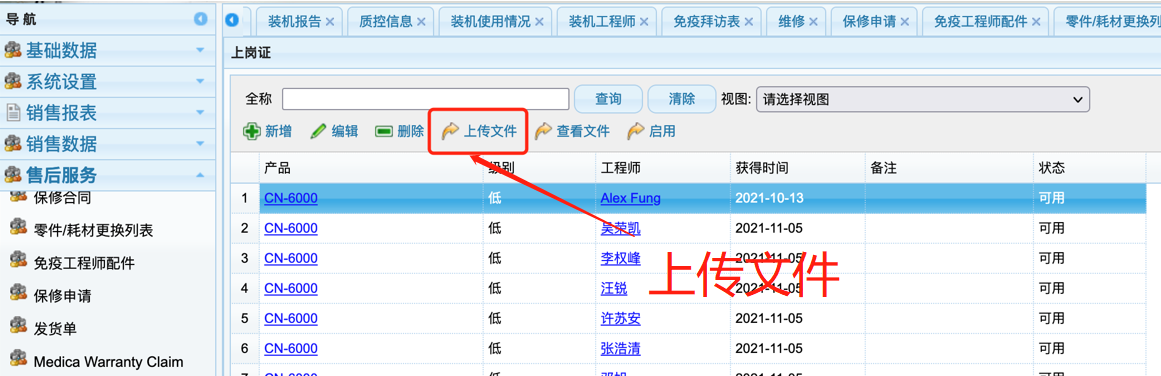 导航
基础数据
系统设置
销售报表
销售数据
售后服务
保修合同
零件/耗材更换列表
免疫工程师配件
保修申请
发货单
Medica Warranty Claim
装机报告 质控信息 装机使用情况 装机工程师 免疫拜访表 维修 保修申请 免疫工程师配件 零件/耗材更换列
上岗证
全称 查询 清除 视图: 请选择视图
新增 编辑 删除 上传文件 查看文件 启用
产品 级别 工程师 获得时间 备注 状态
1 CN-6000 低 Alex Fung 2021-10-13 可用
2 CN-6000 低 吴荣凯 2021-11-05 可用
3 CN-6000 低 李权峰 2021-11-05 可用
4 CN-6000 低 汪锐 2021-11-05 可用
5 CN-6000 低 许苏安 2021-11-05 可用
6 CN-6000 低 张浩清 2021-11-05 可用
上传文件